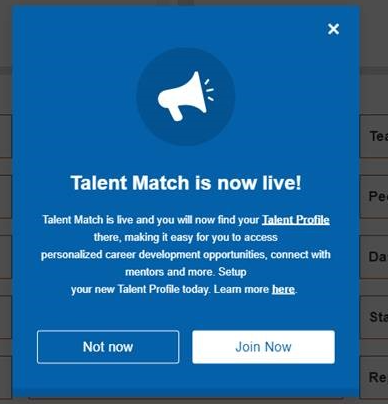 Talent Match is now live!
Talent Match is live and you will now find your Talent Profile
there, making it easy for you to access
personalized career development opportunities, connect with
mentors and more. Setup
your new Talent Profile today. Learn more here.
Not now
Join Now
Tea
Pe
Da
Sta
Re